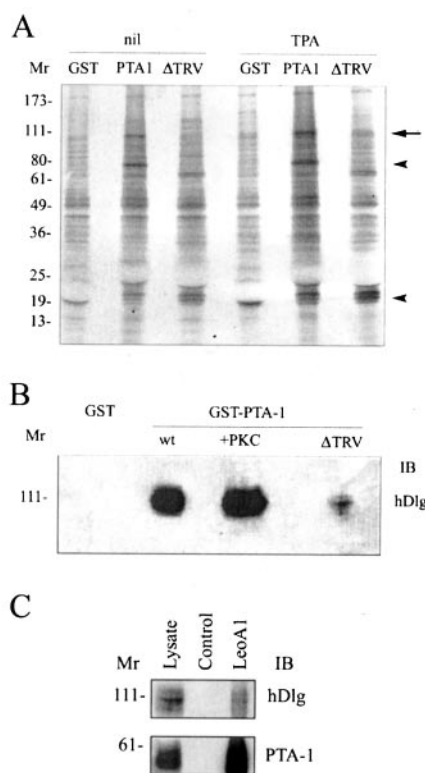 A
nil TPA
Mr GST PTA1 ΔTRV GST PTA1 ΔTRV
173-
111-
80-
61-
49-
36-
25-
19-
13-
B
GST GST-PTA-1
Mr wt +PKC ΔTRV IB
111- hDlg
C
Mr Lysate Control LeoA1 IB
111- hDlg
61- PTA-1